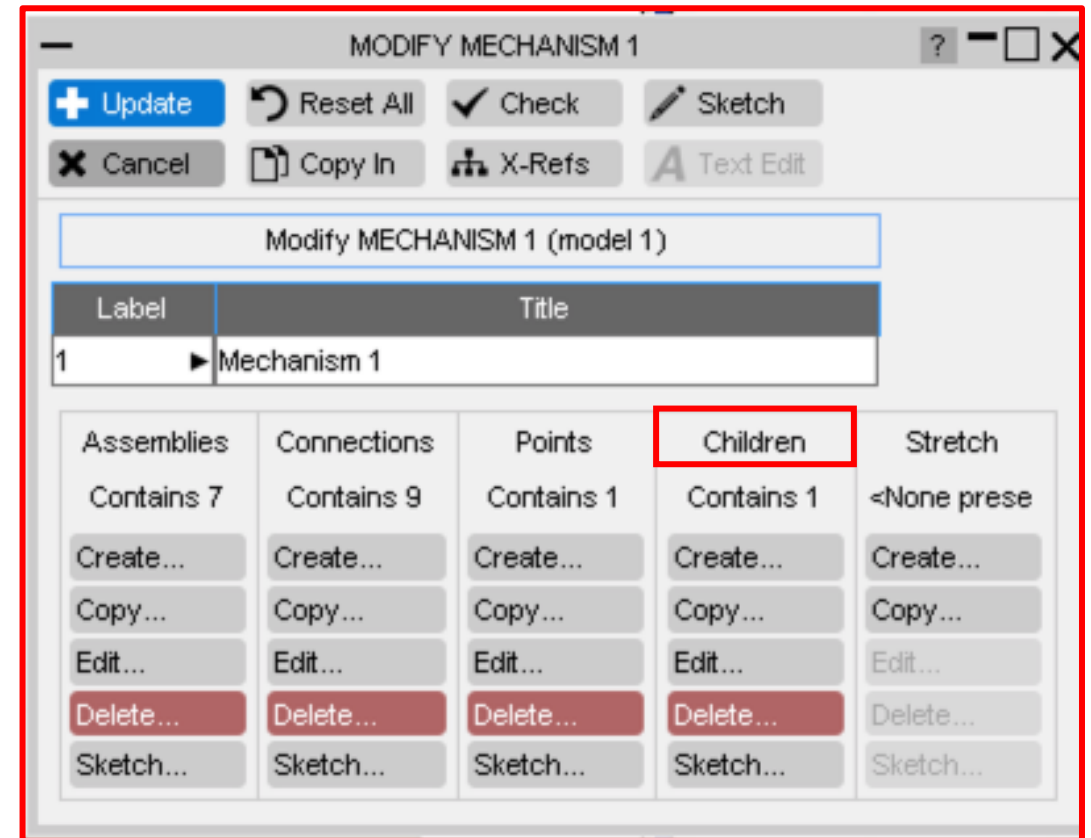 MODIFY MECHANISM 1 ?
Update Reset All Check Sketch
Cancel Copy In X-Refs A Text Edit
Modify MECHANISM 1 (model 1)
Label Title
1 Mechanism 1
Assemblies Connections Points Children Stretch
Contains 7 Contains 9 Contains 1 Contains 1 <None prese
Create... Create... Create... Create... Create...
Copy... Copy... Copy... Copy... Copy...
Edit... Edit... Edit... Edit... Edit...
Delete... Delete... Delete... Delete... Delete...
Sketch... Sketch... Sketch... Sketch... Sketch...